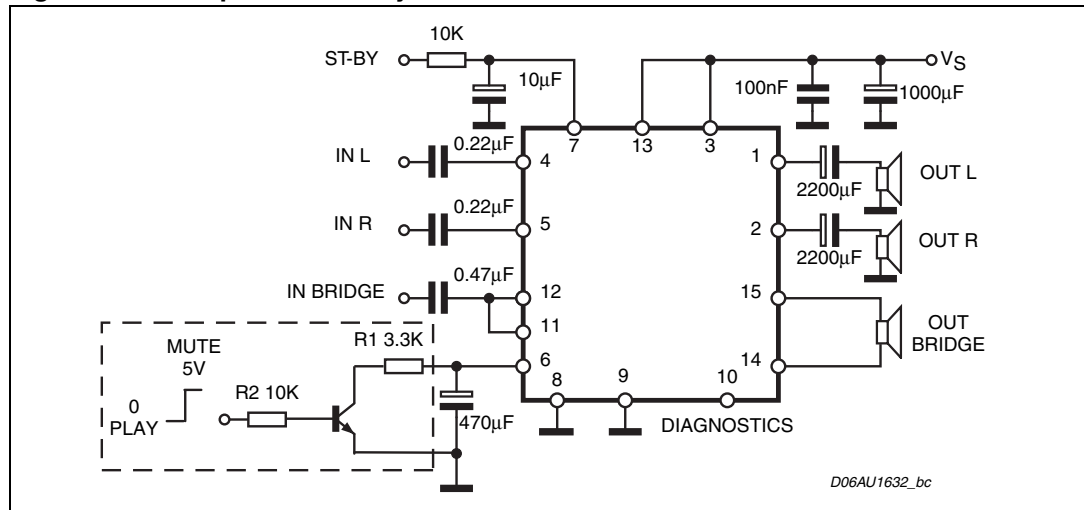 10K
ST-BY
10µF
100nF
1000µF
VS
7
13
3
IN L
0.22µF
4
1
2200µF
OUT L
IN R
0.22µF
5
2
2200µF
OUT R
IN BRIDGE
0.47µF
12
11
15
14
OUT
BRIDGE
MUTE
5V
0
PLAY
R2 10K
R1 3.3K
6
470µF
8
9
10
DIAGNOSTICS
D06AU1632_bc